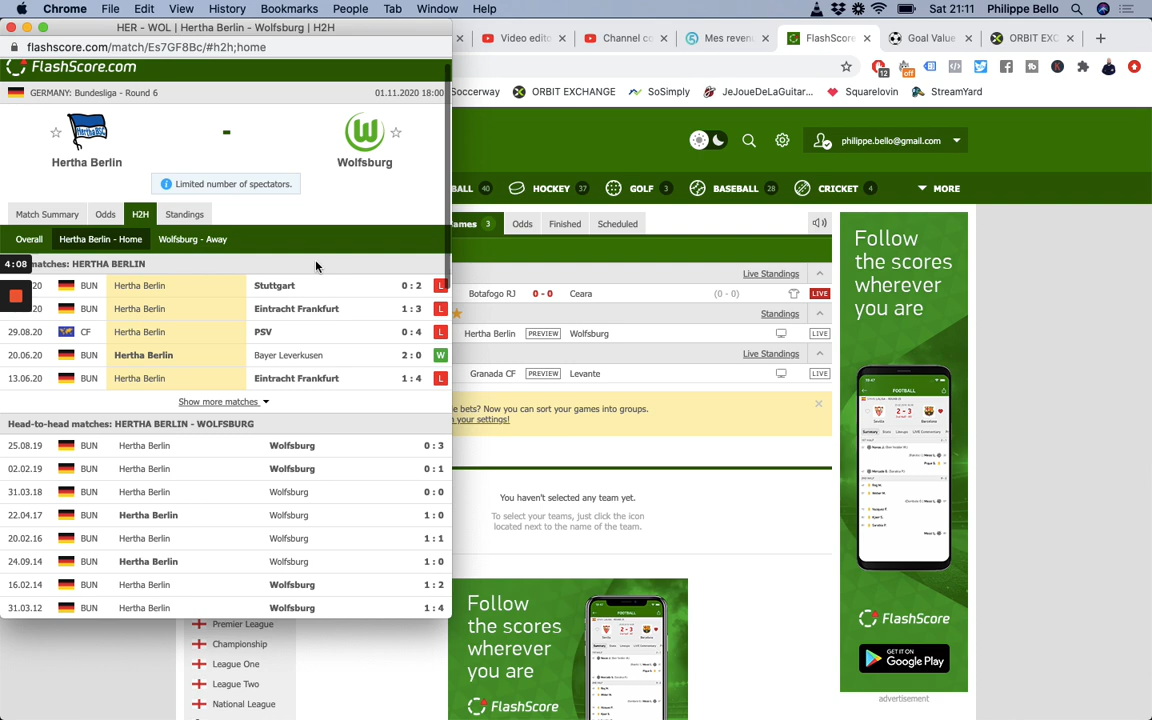 Chrome File Edit View History Bookmarks People Tab Window Help Sat 21:11 Philippe Bello
HER - WOL | Hertha Berlin - Wolfsburg | H2H
flashscore.com/match/Es7GF8Bc/#h2h;home
FlashScore.com
GERMANY: Bundesliga - Round 6 01.11.2020 18:00
-
Hertha Berlin Wolfsburg
Limited number of spectators.
Match Summary Odds H2H Standings
Overall Hertha Berlin - Home Wolfsburg - Away
4:08 matches: HERTHA BERLIN
20 BUN Hertha Berlin Stuttgart 0 : 2 L
20 BUN Hertha Berlin Eintracht Frankfurt 1 : 3 L
29.08.20 CF Hertha Berlin PSV 0 : 4 L
20.06.20 BUN Hertha Berlin Bayer Leverkusen 2 : 0 W
13.06.20 BUN Hertha Berlin Eintracht Frankfurt 1 : 4 L
Show more matches
Head-to-head matches: HERTHA BERLIN - WOLFSBURG
25.08.19 BUN Hertha Berlin Wolfsburg 0 : 3
02.02.19 BUN Hertha Berlin Wolfsburg 0 : 1
31.03.18 BUN Hertha Berlin Wolfsburg 0 : 0
22.04.17 BUN Hertha Berlin Wolfsburg 1 : 0
20.02.16 BUN Hertha Berlin Wolfsburg 1 : 1
24.09.14 BUN Hertha Berlin Wolfsburg 1 : 0
16.02.14 BUN Hertha Berlin Wolfsburg 1 : 2
31.03.12 BUN Hertha Berlin Wolfsburg 1 : 4
Premier League
Championship
League One
League Two
National League
Video edito Channel co Mes reven FlashScore Goal Value ORBIT EXC
12 off
Soccerway ORBIT EXCHANGE SoSimply JeJoueDeLaGuitar... Squarelovin StreamYard
philippe.bello@gmail.com
BALL 40 HOCKEY 37 GOLF 3 BASEBALL 28 CRICKET 4 MORE
ames 3 Odds Finished Scheduled
Live Standings
Botafogo RJ 0 - 0 Ceara (0 - 0) LIVE
Standings
Hertha Berlin PREVIEW Wolfsburg LIVE
Live Standings
Granada CF PREVIEW Levante LIVE
e bets? Now you can sort your games into groups.
your settings!
You haven't selected any team yet.
To select your teams, just click the icon
located next to the name of the team.
Follow
the scores
wherever
you are
FlashScore
Follow
the scores
wherever
you are
FOOTBALL
2 - 3
FlashScore
GET IT ON
Google Play
advertisement